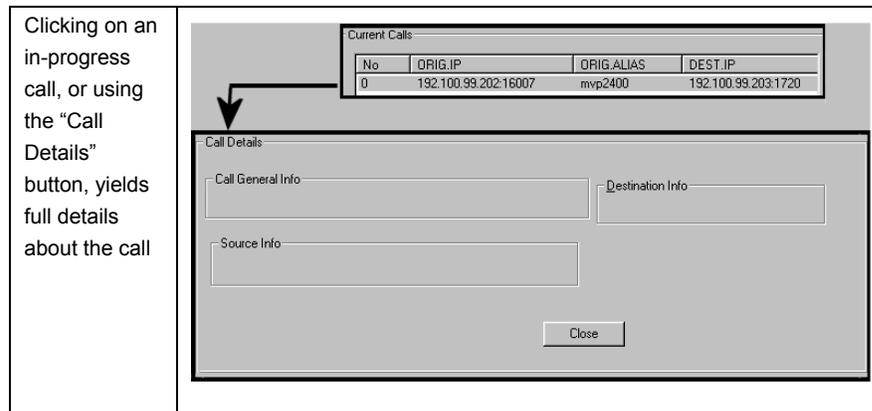 Clicking on an
in-progress
call, or using
the “Call
Details”
button, yields
full details
about the call
Current Calls
No ORIG.IP ORIG.ALIAS DEST.IP
0 192.100.99.202:16007 mvp2400 192.100.99.203:1720
Call Details
Call General Info
Destination Info
Source Info
Close